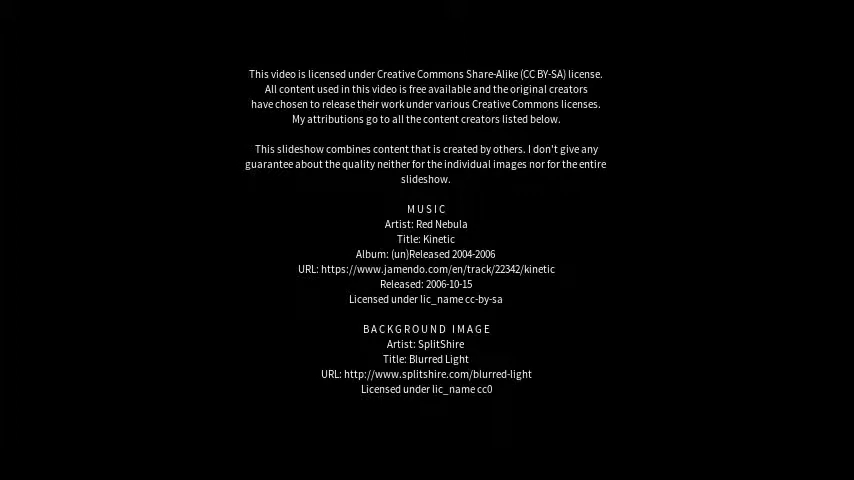 This video is licensed under Creative Commons Share-Alike (CC BY-SA) license.
All content used in this video is free available and the original creators
have chosen to release their work under various Creative Commons licenses.
My attributions go to all the content creators listed below.
This slideshow combines content that is created by others. I don't give any
guarantee about the quality neither for the individual images nor for the entire
slideshow.
MUSIC
Artist: Red Nebula
Title: Kinetic
Album: (un)Released 2004-2006
URL: https://www.jamendo.com/en/track/22342/kinetic
Released: 2006-10-15
Licensed under lic_name cc-by-sa
BACKGROUND IMAGE
Artist: SplitShire
Title: Blurred Light
URL: http://www.splitshire.com/blurred-light
Licensed under lic_name cc0